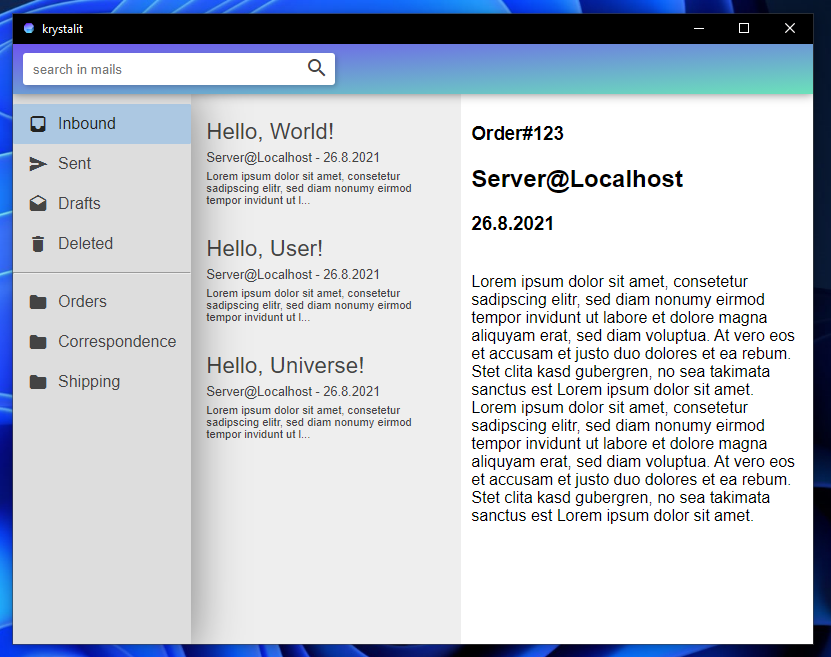 krystalit
search in mails
Inbound
Sent
Drafts
Deleted
Orders
Correspondence
Shipping
Hello, World!
Server@Localhost - 26.8.2021
Lorem ipsum dolor sit amet, consetetur
sadipscing elitr, sed diam nonumy eirmod
tempor invidunt ut l...
Hello, User!
Server@Localhost - 26.8.2021
Lorem ipsum dolor sit amet, consetetur
sadipscing elitr, sed diam nonumy eirmod
tempor invidunt ut l...
Hello, Universe!
Server@Localhost - 26.8.2021
Lorem ipsum dolor sit amet, consetetur
sadipscing elitr, sed diam nonumy eirmod
tempor invidunt ut l...
Order#123
Server@Localhost
26.8.2021
Lorem ipsum dolor sit amet, consetetur
sadipscing elitr, sed diam nonumy eirmod
tempor invidunt ut labore et dolore magna
aliquyam erat, sed diam voluptua. At vero eos
et accusam et justo duo dolores et ea rebum.
Stet clita kasd gubergren, no sea takimata
sanctus est Lorem ipsum dolor sit amet.
Lorem ipsum dolor sit amet, consetetur
sadipscing elitr, sed diam nonumy eirmod
tempor invidunt ut labore et dolore magna
aliquyam erat, sed diam voluptua. At vero eos
et accusam et justo duo dolores et ea rebum.
Stet clita kasd gubergren, no sea takimata
sanctus est Lorem ipsum dolor sit amet.